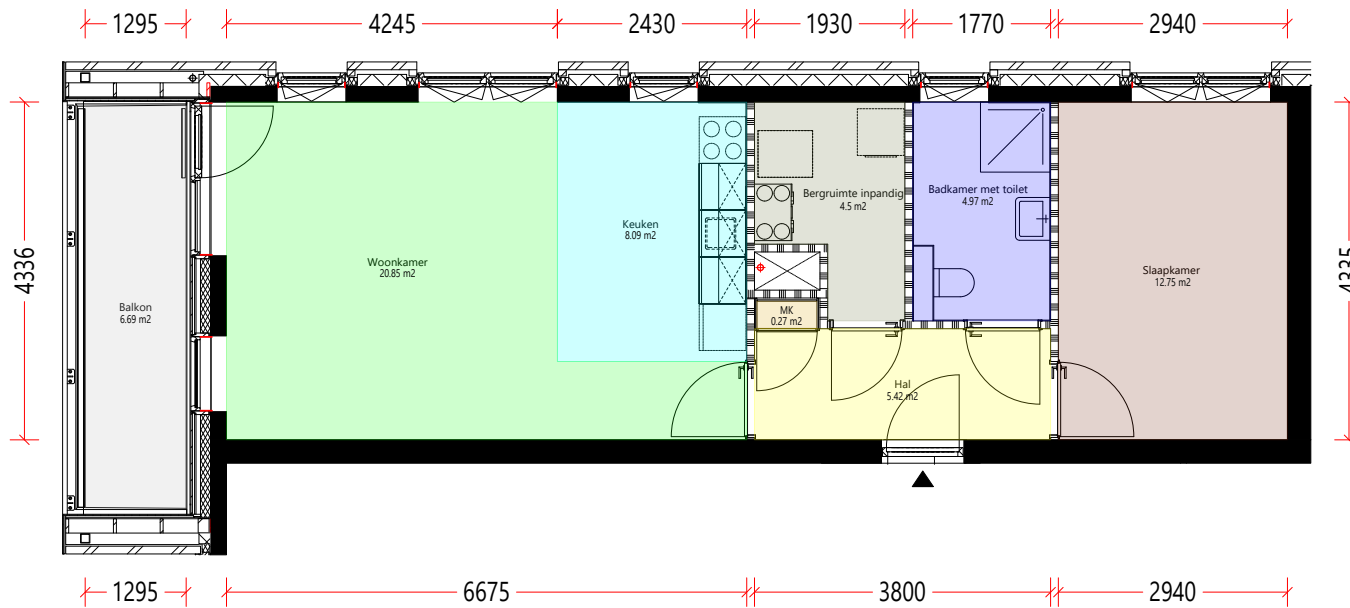 1295
4245
2430
1930
1770
2940
4336
4335
Balkon
6.69 m2
Woonkamer
20.85 m2
Keuken
8.09 m2
Bergruimte inpandig
4.5 m2
Badkamer met toilet
4.97 m2
Slaapkamer
12.75 m2
MK
0.27 m2
Hal
5.42 m2
1295
6675
3800
2940